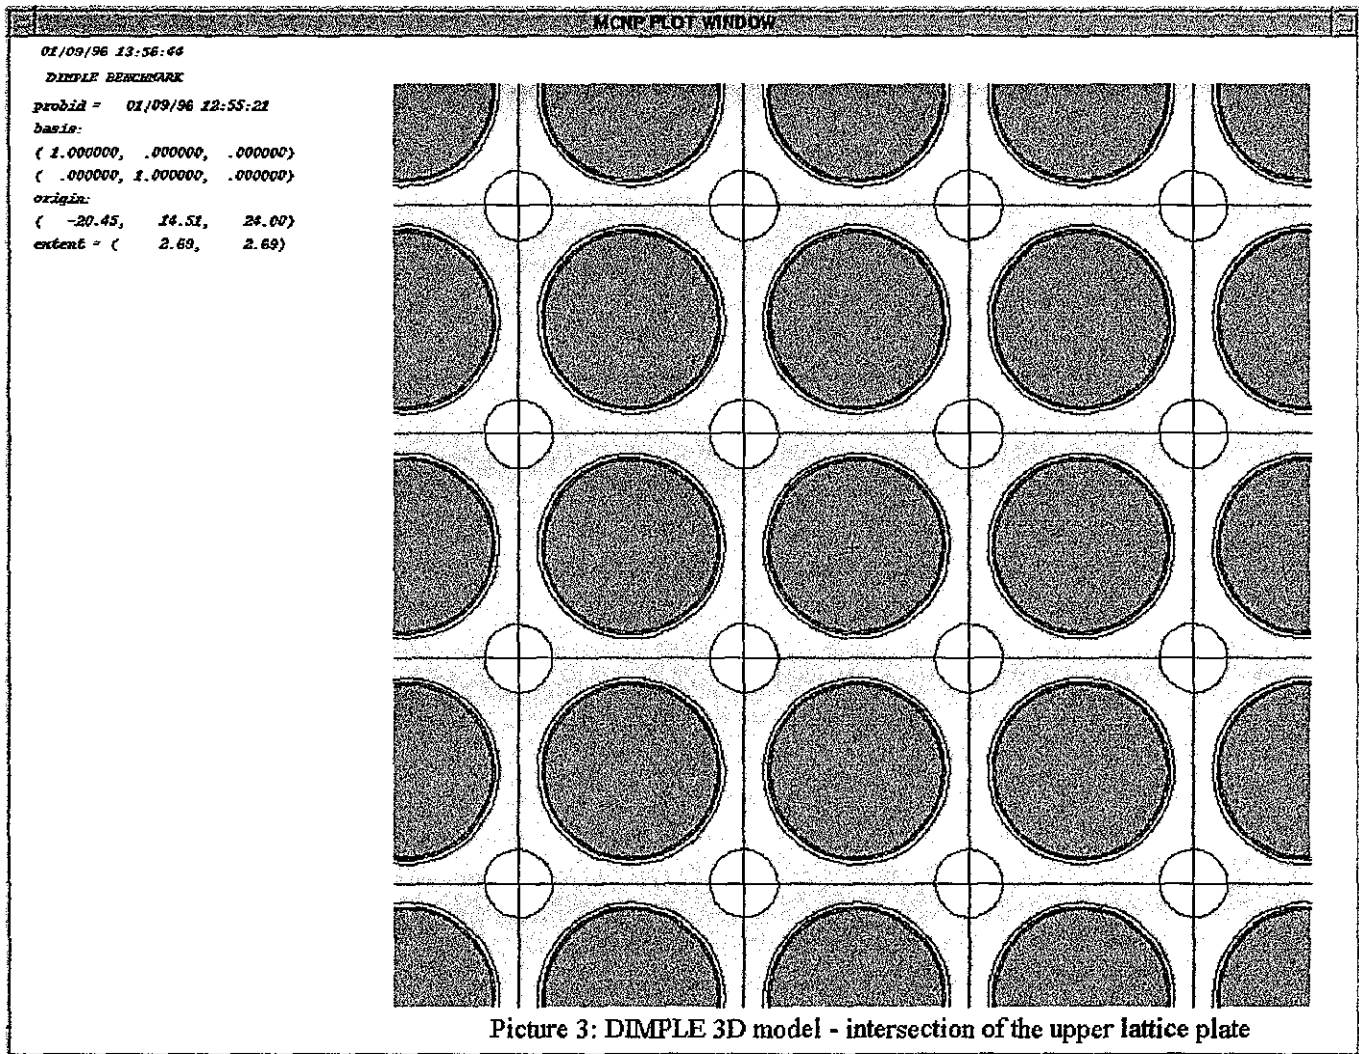 MCNP PLOT WINDOW
01/09/96 13:56:44
DIMPLE BENCHMARK
probid = 01/09/96 12:55:21
basis:
( 1.000000, .000000, .000000)
( .000000, 1.000000, .000000)
origin:
( -20.45, 14.51, 24.00)
extent = ( 2.69, 2.69)
Picture 3: DIMPLE 3D model - intersection of the upper lattice plate